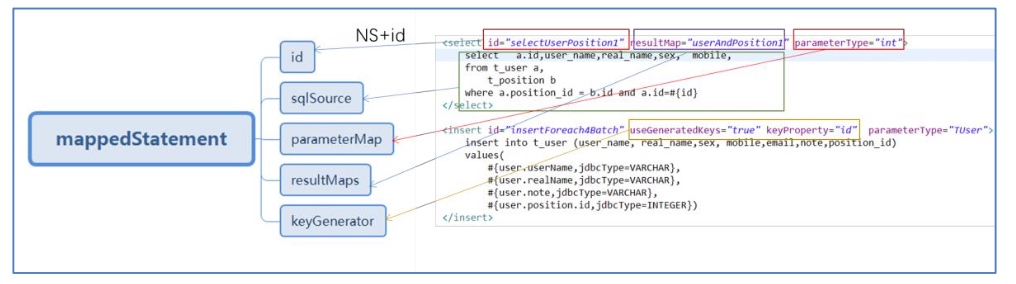 NS+id
mappedStatement
id
sqlSource
parameterMap
resultMaps
keyGenerator
<select id="selectUserPosition1" resultMap="userAndPosition1" parameterType="int">
select a.id,user_name,real_name,sex, mobile,
from t_user a,
t_position b
where a.position_id = b.id and a.id=#{id}
</select>
<insert id="insertForeach4Batch" useGeneratedKeys="true" keyProperty="id" parameterType="TUser">
insert into t_user (user_name, real_name,sex, mobile,email,note,position_id)
values(
#{user.userName,jdbcType=VARCHAR},
#{user.realName,jdbcType=VARCHAR},
#{user.note,jdbcType=VARCHAR},
#{user.position.id,jdbcType=INTEGER})
</insert>